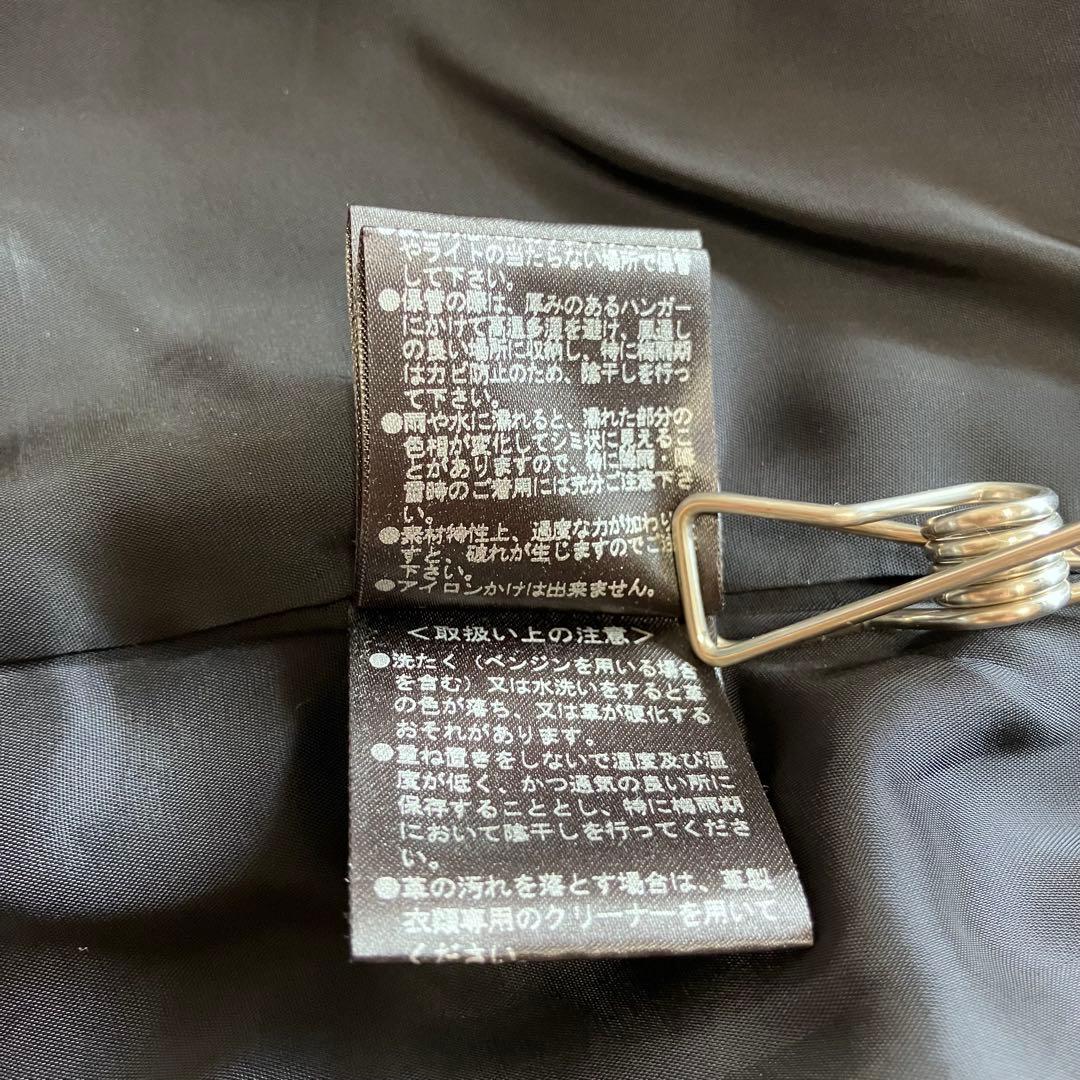 やライトの当たらない場所で保管
して下さい。
●保管の際は、厚みのあるハンガー
にかけて高温多湿を避け、風通し
の良い場所に収納し、特に梅雨期
はカビ防止のため、陰干しを行っ
て下さい。
●雨や水に濡れると、濡れた部分の
色相が変化してシミ状に見えるこ
とがありますので、特に梅雨・降
雪時のご着用には充分ご注意下さ
い。
●素材特性上、過度な力が加わり
すと、破れが生じますのでご注
下さい。
●アイロンかけは出来ません。
＜取扱い上の注意＞
●洗たく（ベンジンを用いる場合
を含む）又は水洗いをすると革
の色が落ち、又は革が硬化する
おそれがあります。
●重ね置きをしないで温度及び湿
度が低く、かつ通気の良い所に
保存することとし、特に梅雨期
において陰干しを行ってくださ
い。
●革の汚れを落とす場合は、革製
衣類専用のクリーナーを用いて
ください